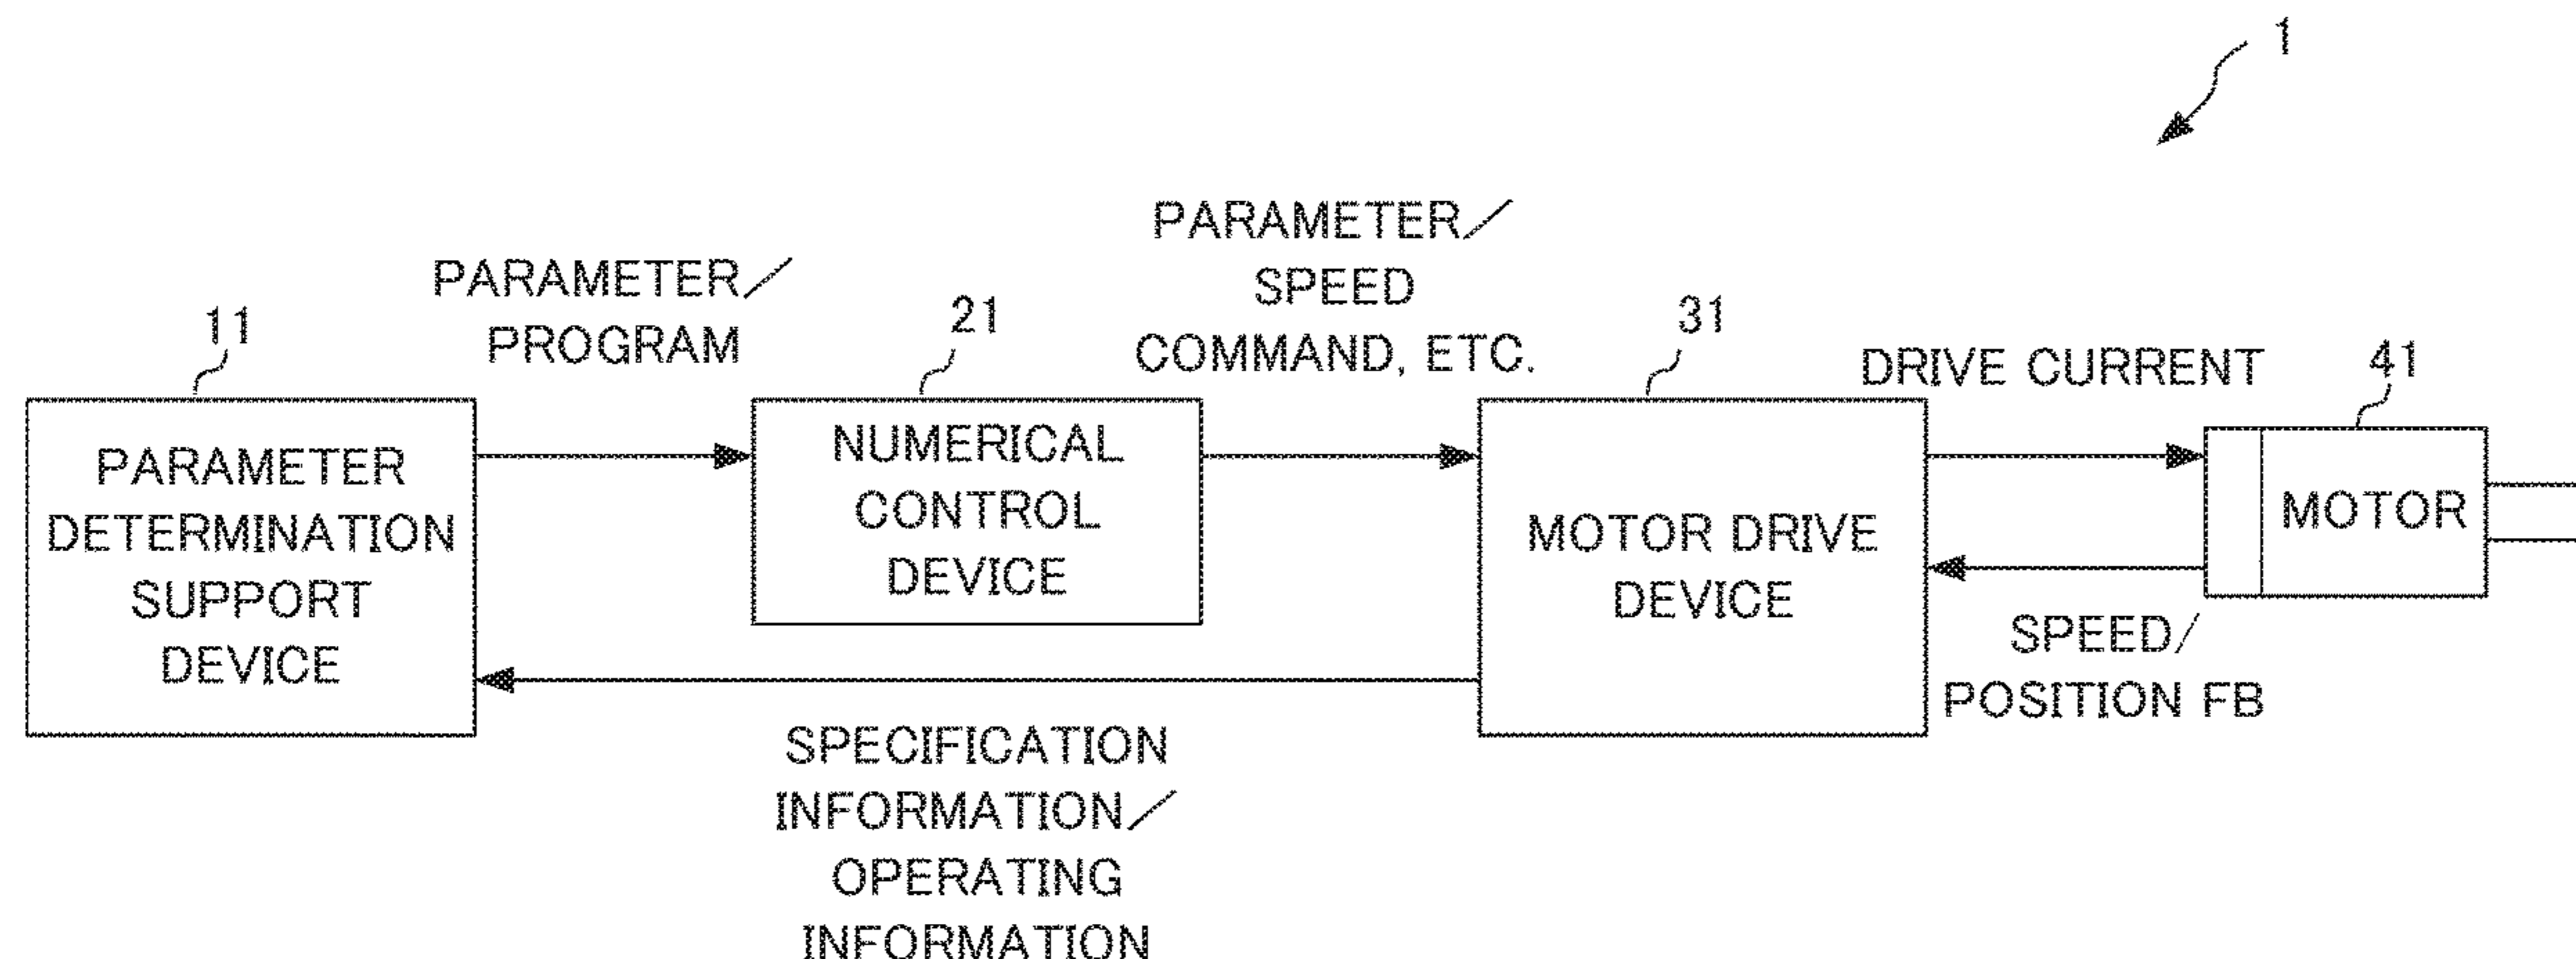 1
PARAMETER/
SPEED
COMMAND, ETC.
PARAMETER/
PROGRAM
11
21
31
DRIVE CURRENT
41
PARAMETER
DETERMINATION
SUPPORT
DEVICE
NUMERICAL
CONTROL
DEVICE
MOTOR DRIVE
DEVICE
MOTOR
SPEED/
POSITION FB
SPECIFICATION
INFORMATION/
OPERATING
INFORMATION